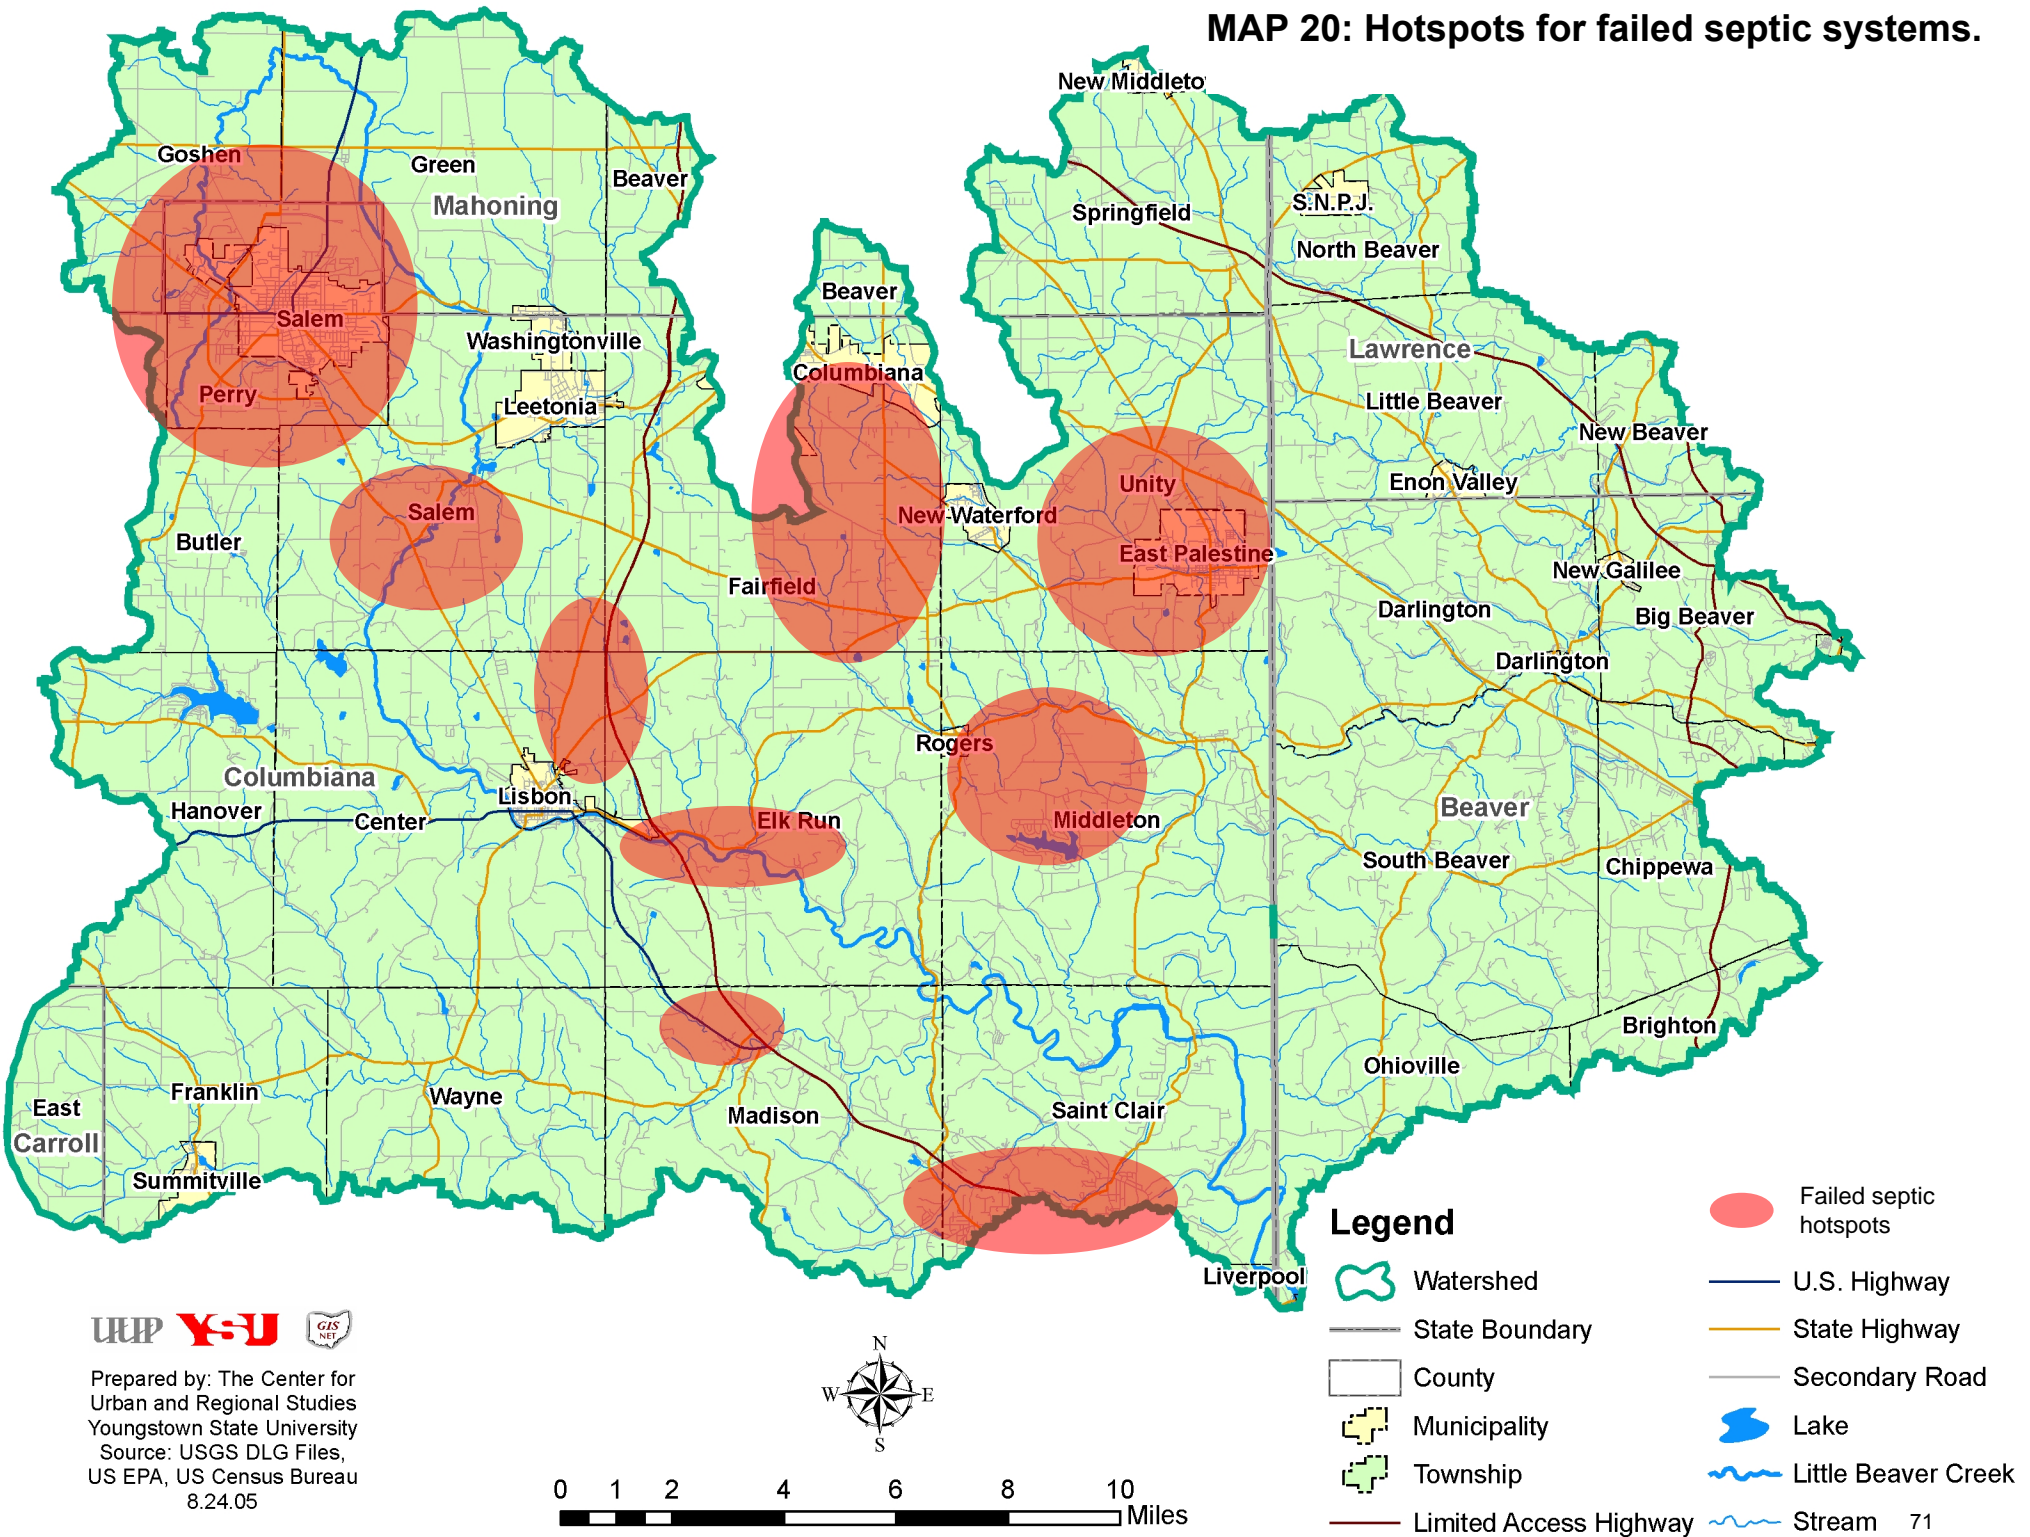 MAP 20: Hotspots for failed septic systems.
New Middleto
Goshen
Green
Beaver
Mahoning
S.N.P.J.
Springfield
North Beaver
Beaver
Salem
Washingtonville
Lawrence
Columbiana
Perry
Leetonia
Little Beaver
New Beaver
Unity
Enon Valley
Salem
New Waterford
Butler
East Palestine
New Galilee
Fairfield
Darlington
Big Beaver
Darlington
Rogers
Columbiana
Lisbon
Hanover
Center
Elk Run
Middleton
Beaver
South Beaver
Chippewa
Brighton
Ohioville
Franklin
Wayne
East
Madison
Saint Clair
Carroll
Summitville
Liverpool
Legend
Failed septic
hotspots
Watershed
U.S. Highway
State Boundary
State Highway
County
Secondary Road
Municipality
Lake
Township
Little Beaver Creek
Limited Access Highway
Stream
71
UUP YSU GIS
NET
Prepared by: The Center for
Urban and Regional Studies
Youngstown State University
Source: USGS DLG Files,
US EPA, US Census Bureau
8.24.05
N
W E
S
0 1 2 4 6 8 10
Miles